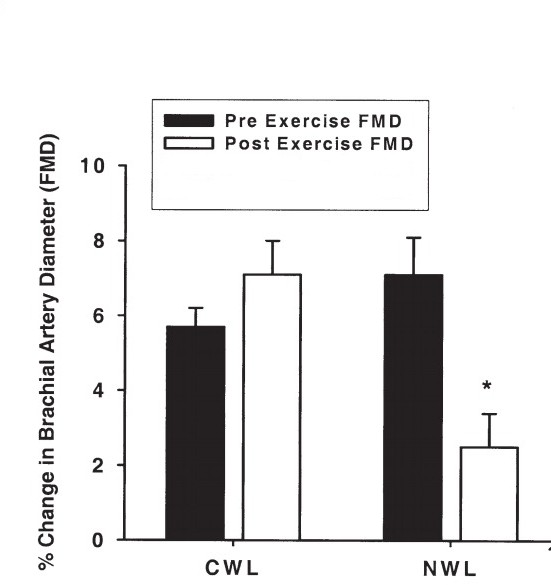 Pre Exercise FMD
Post Exercise FMD
% Change in Brachial Artery Diameter (FMD)
10
8
6
4
2
0
*
CWL
NWL